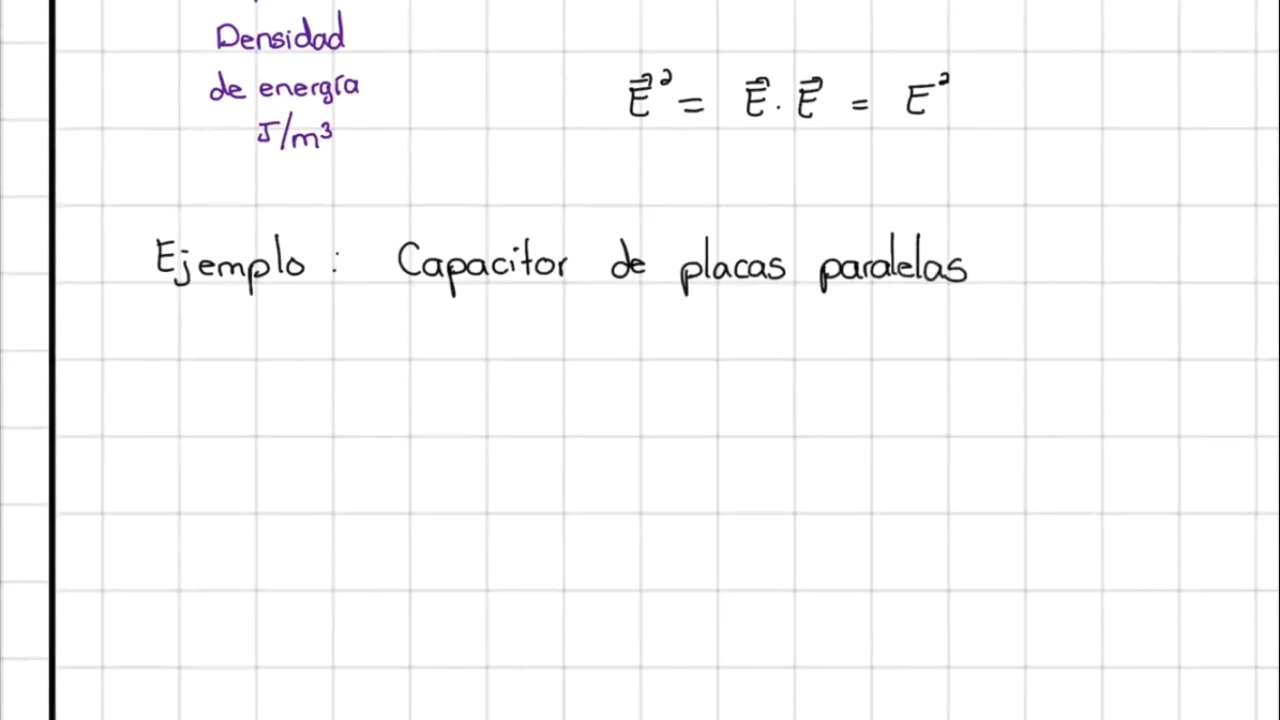 Densidad
de energía
J/m³
E⃗² = E⃗ · E⃗ = E²
Ejemplo : Capacitor de placas paralelas